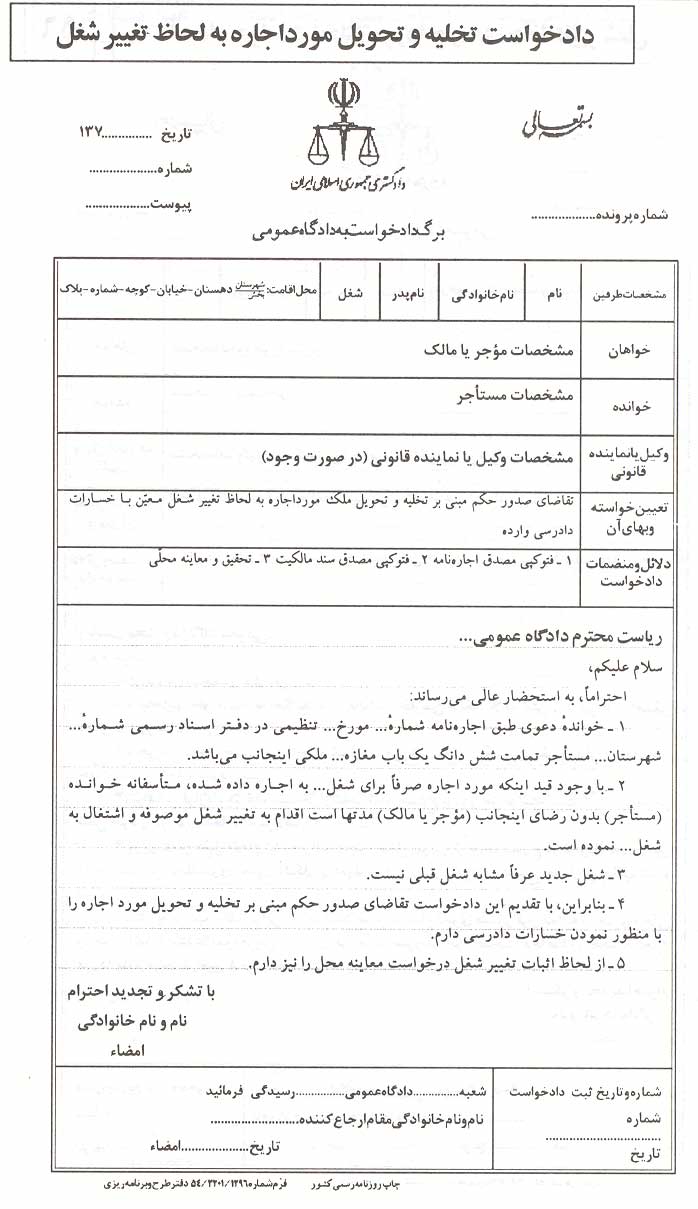 دادخواست تخلیه و تحویل مورد اجاره به لحاظ تغییر شغل
بسمه تعالی
تاریخ ..............۱۳۷
شماره....................
پیوست...................
دادگستری جمهوری اسلامی ایران
شماره پرونده...................
برگ دادخواست به دادگاه عمومی
مشخصات طرفین
نام
نام خانوادگی
نام پدر
شغل
محل اقامت: شهرستان بخش دهستان-خیابان-کوچه-شماره-پلاک
خواهان
مشخصات مؤجر یا مالک
خوانده
مشخصات مستأجر
وکیل یا نماینده قانونی
مشخصات وکیل یا نماینده قانونی (در صورت وجود)
تعیین خواسته وبهای آن
تقاضای صدور حکم مبنی بر تخلیه و تحویل ملک مورد اجاره به لحاظ تغییر شغل معیّن با خسارات
دادرسی وارده
دلائل ومنضمات دادخواست
۱ ـ فتوکپی مصدق اجاره‌نامه ۲ ـ فتوکپی مصدق سند مالکیت ۳ ـ تحقیق و معاینه محلّی
ریاست محترم دادگاه عمومی...
سلام علیکم،
احتراماً، به استحضار عالی می‌رساند:
۱ ـ خواندهٔ دعوی طبق اجاره‌نامه شمارهٔ... مورخ... تنظیمی در دفتر اسناد رسمی شمارهٔ...
شهرستان... مستأجر تمامت شش دانگ یک باب مغازه... ملکی اینجانب می‌باشد.
۲ ـ با وجود قید اینکه مورد اجاره صرفاً برای شغل... به اجاره داده شده، متأسفانه خوانده
(مستأجر) بدون رضای اینجانب (مؤجر یا مالک) مدتها است اقدام به تغییر شغل موصوفه و اشتغال به
شغل... نموده است.
۳ ـ شغل جدید عرفاً مشابه شغل قبلی نیست.
۴ ـ بنابراین، با تقدیم این دادخواست تقاضای صدور حکم مبنی بر تخلیه و تحویل مورد اجاره را
با منظور نمودن خسارات دادرسی دارم.
۵ ـ از لحاظ اثبات تغییر شغل درخواست معاینه محل را نیز دارم.
با تشکر و تجدید احترام
نام و نام خانوادگی
امضاء
شماره و تاریخ ثبت دادخواست
شماره
................................
تاریخ
شعبه..............دادگاه عمومی...............رسیدگی فرمائید
نام و نام خانوادگی مقام ارجاع کننده..........................
تاریخ....................امضاء
چاپ روزنامه رسمی کشور فرم شماره ۵۴/۳۲۰۱/۱۲۹۶ دفتر طرح و برنامه ریزی